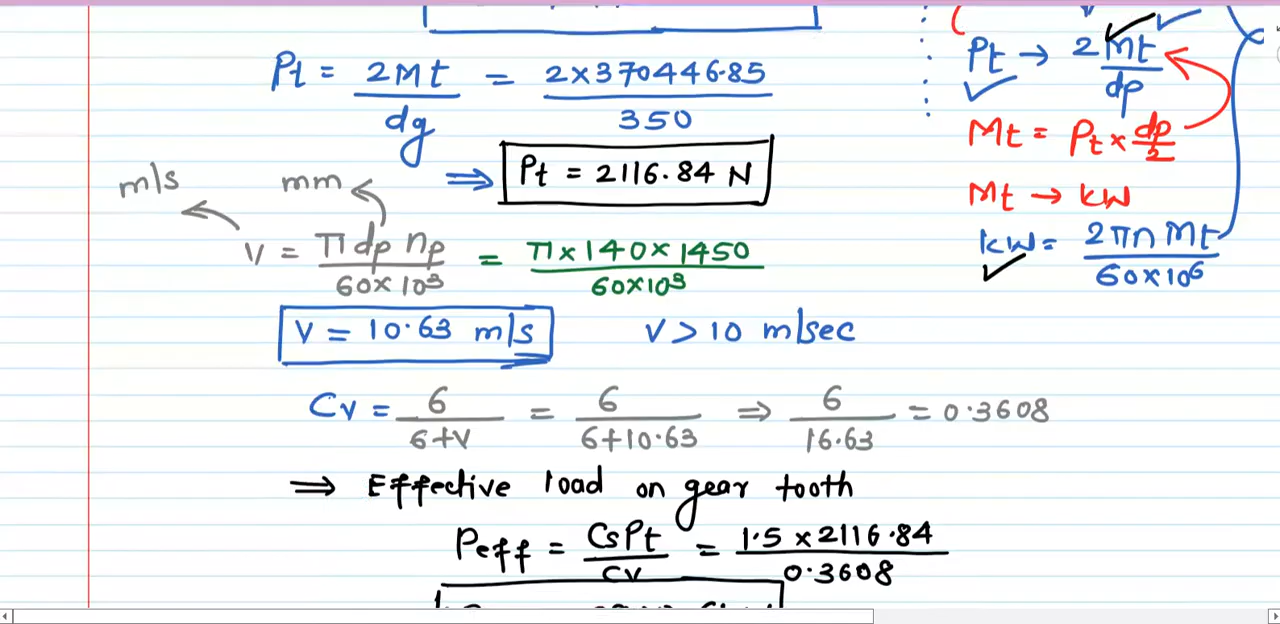 Pt = 2Mt/dg = 2×370446.85/350
⇒ Pt = 2116.84 N
m/s mm
V = π dp np/60×10³ = π×140×1450/60×10³
V = 10.63 m/s V > 10 m/sec
Cv = 6/6+V = 6/6+10.63 ⇒ 6/16.63 = 0.3608
⇒ Effective load on gear tooth
Peff = CsPt/Cv = 1.5×2116.84/0.3608
Pt → 2Mt/dp
Mt = Pt × dp/2
Mt → kW
kW = 2πn Mt/60×10⁶